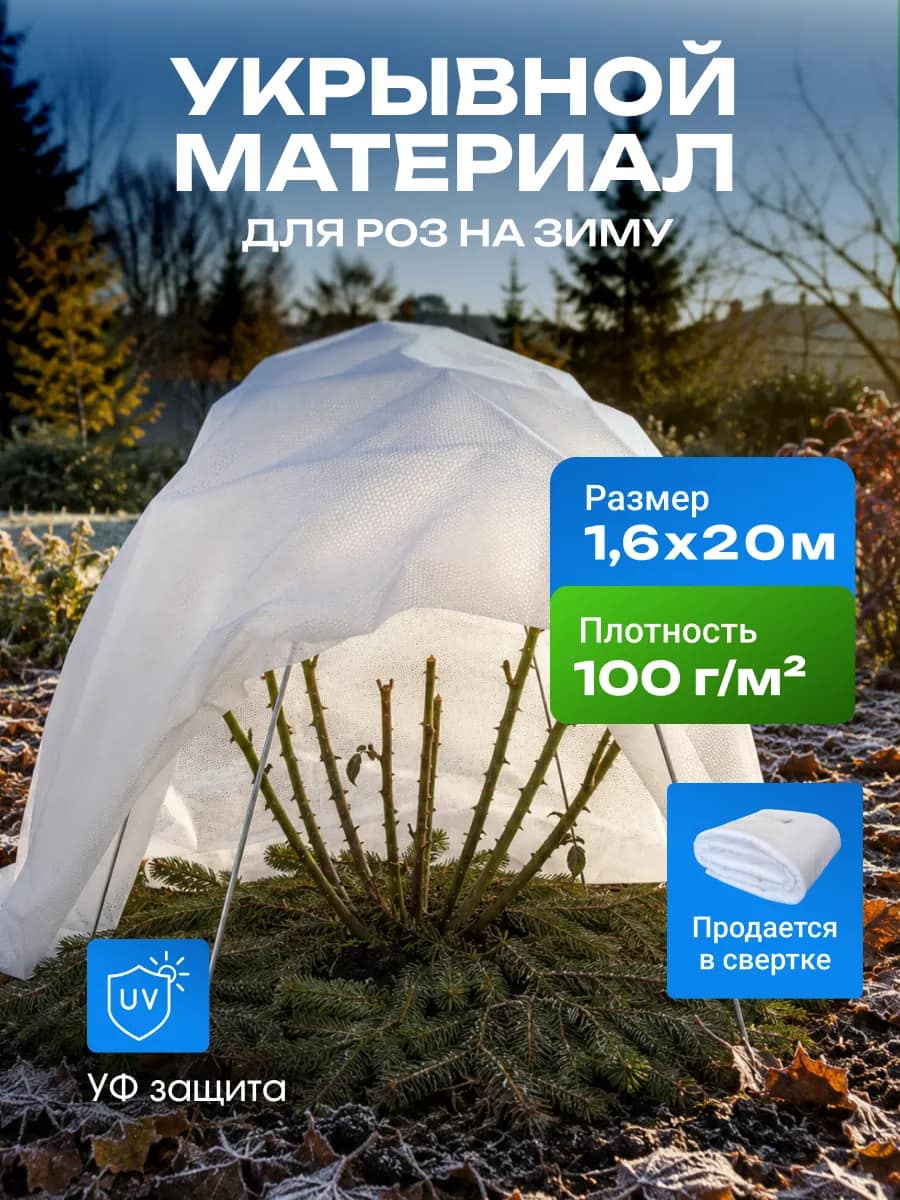 УКРЫВНОЙ
МАТЕРИАЛ
ДЛЯ РОЗ НА ЗИМУ
Размер
1,6х20м
Плотность
100 г/м²
Продается
в свертке
UV
УФ защита